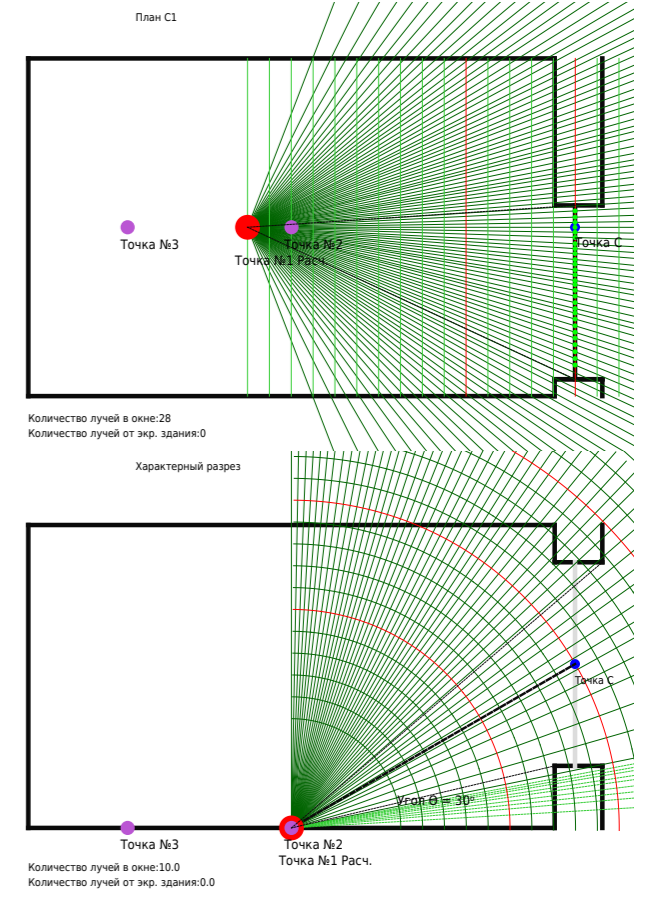 План С1
Точка №3
Точка №2
Точка С
Точка №1 Расч.
Количество лучей в окне:28
Количество лучей от экр. здания:0
Характерный разрез
Точка С
Угол Θ = 30º
Точка №3
Точка №2
Точка №1 Расч.
Количество лучей в окне:10.0
Количество лучей от экр. здания:0.0